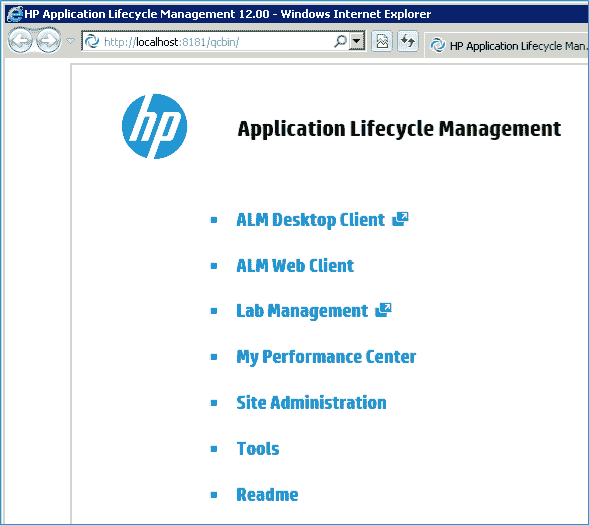 HP Application Lifecycle Management 12.00 - Windows Internet Explorer
http://localhost:8181/qcbin/
HP Application Lifecycle Man...
hp
Application Lifecycle Management
ALM Desktop Client
ALM Web Client
Lab Management
My Performance Center
Site Administration
Tools
Readme